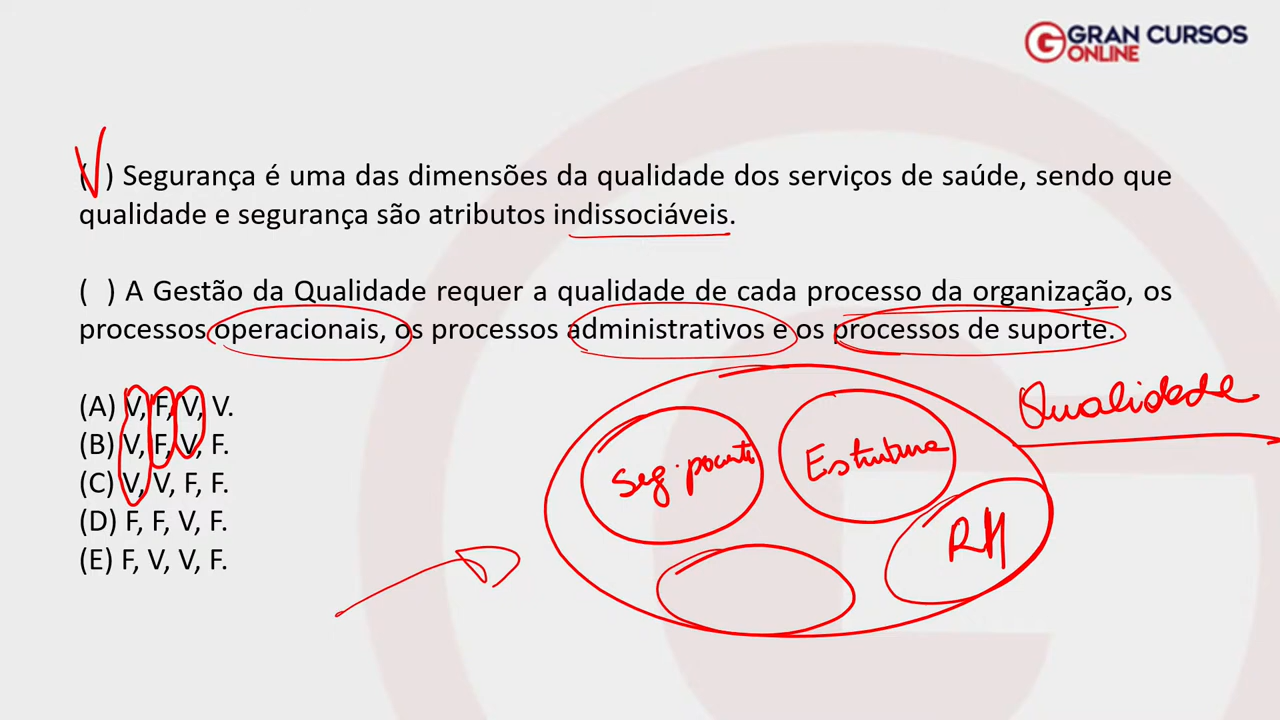 GRAN CURSOS
ONLINE
V
( ) Segurança é uma das dimensões da qualidade dos serviços de saúde, sendo que
qualidade e segurança são atributos indissociáveis.
( ) A Gestão da Qualidade requer a qualidade de cada processo da organização, os
processos operacionais, os processos administrativos e os processos de suporte.
(A) V, F, V, V.
(B) V, F, V, F.
(C) V, V, F, F.
(D) F, F, V, F.
(E) F, V, V, F.
Qualidade
Seg.
Estrutura
RH